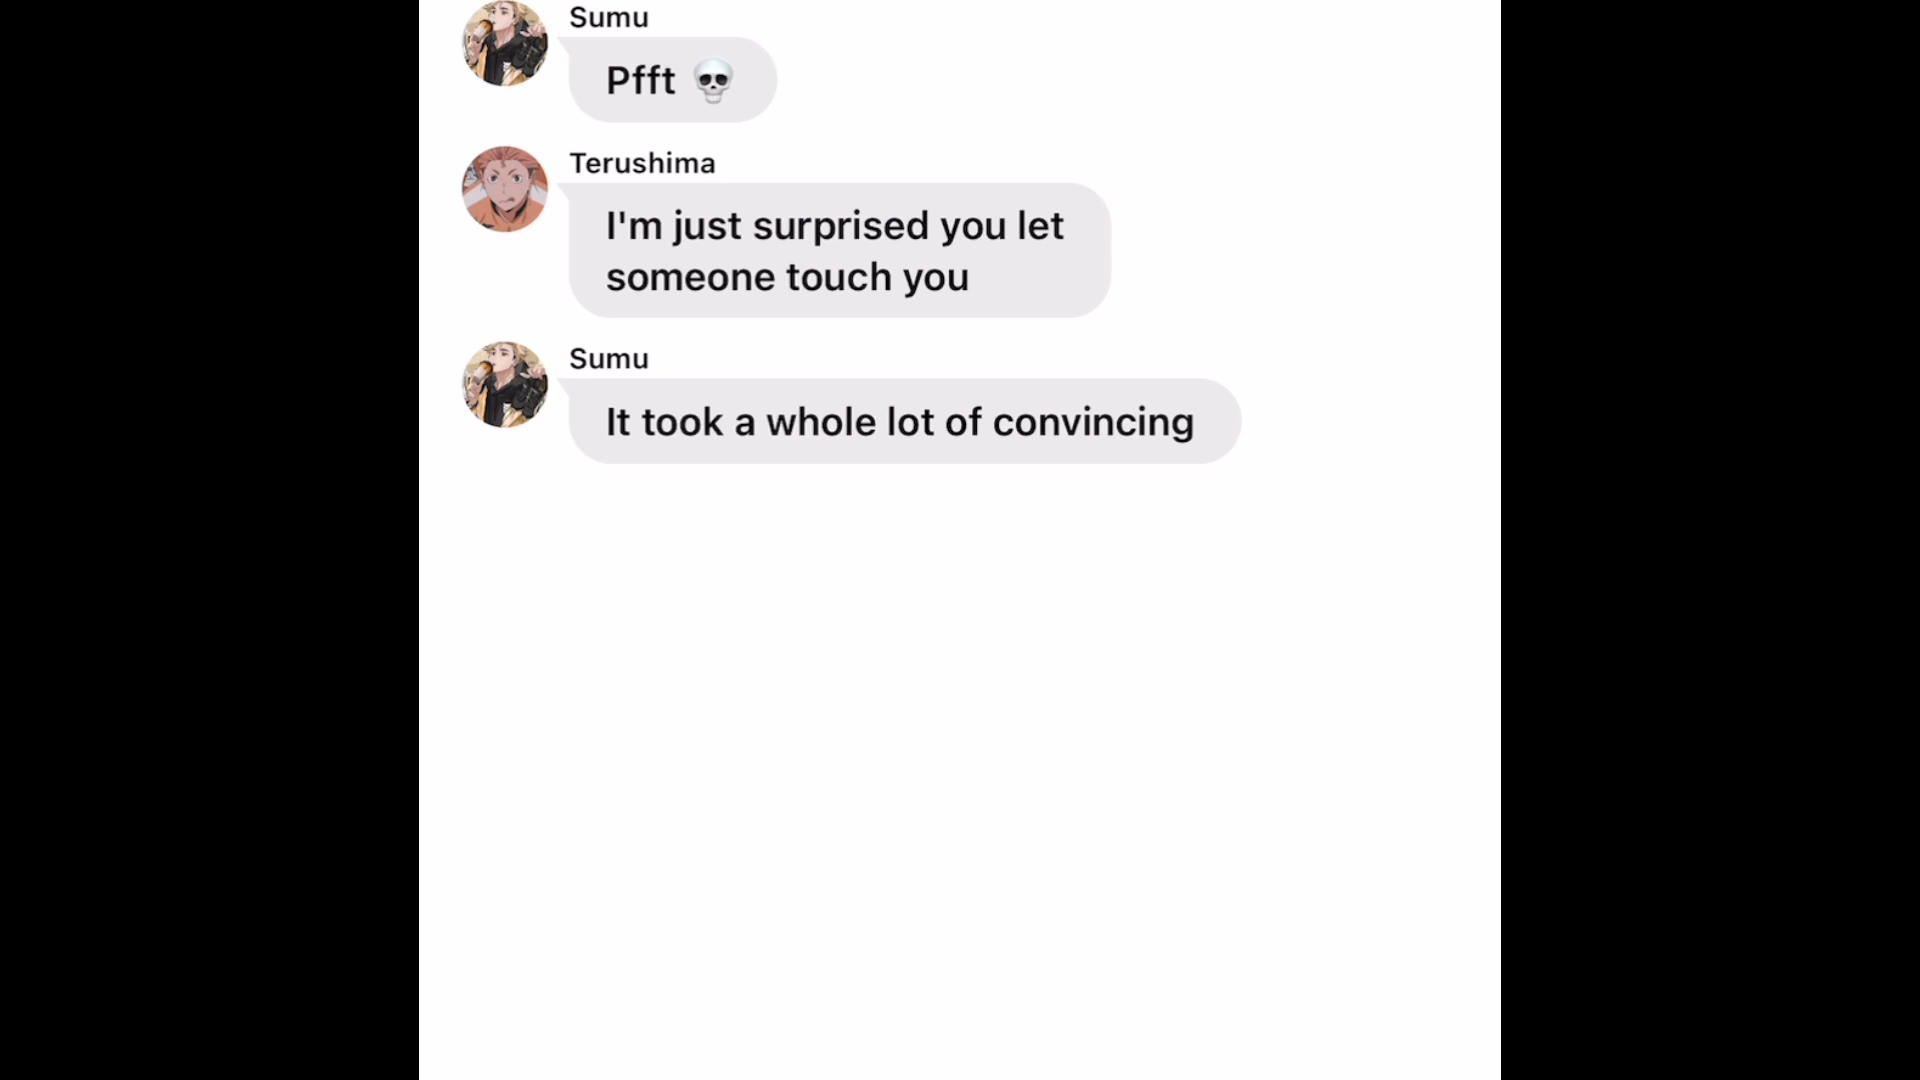 Sumu
Pfft 💀
Terushima
I'm just surprised you let
someone touch you
Sumu
It took a whole lot of convincing